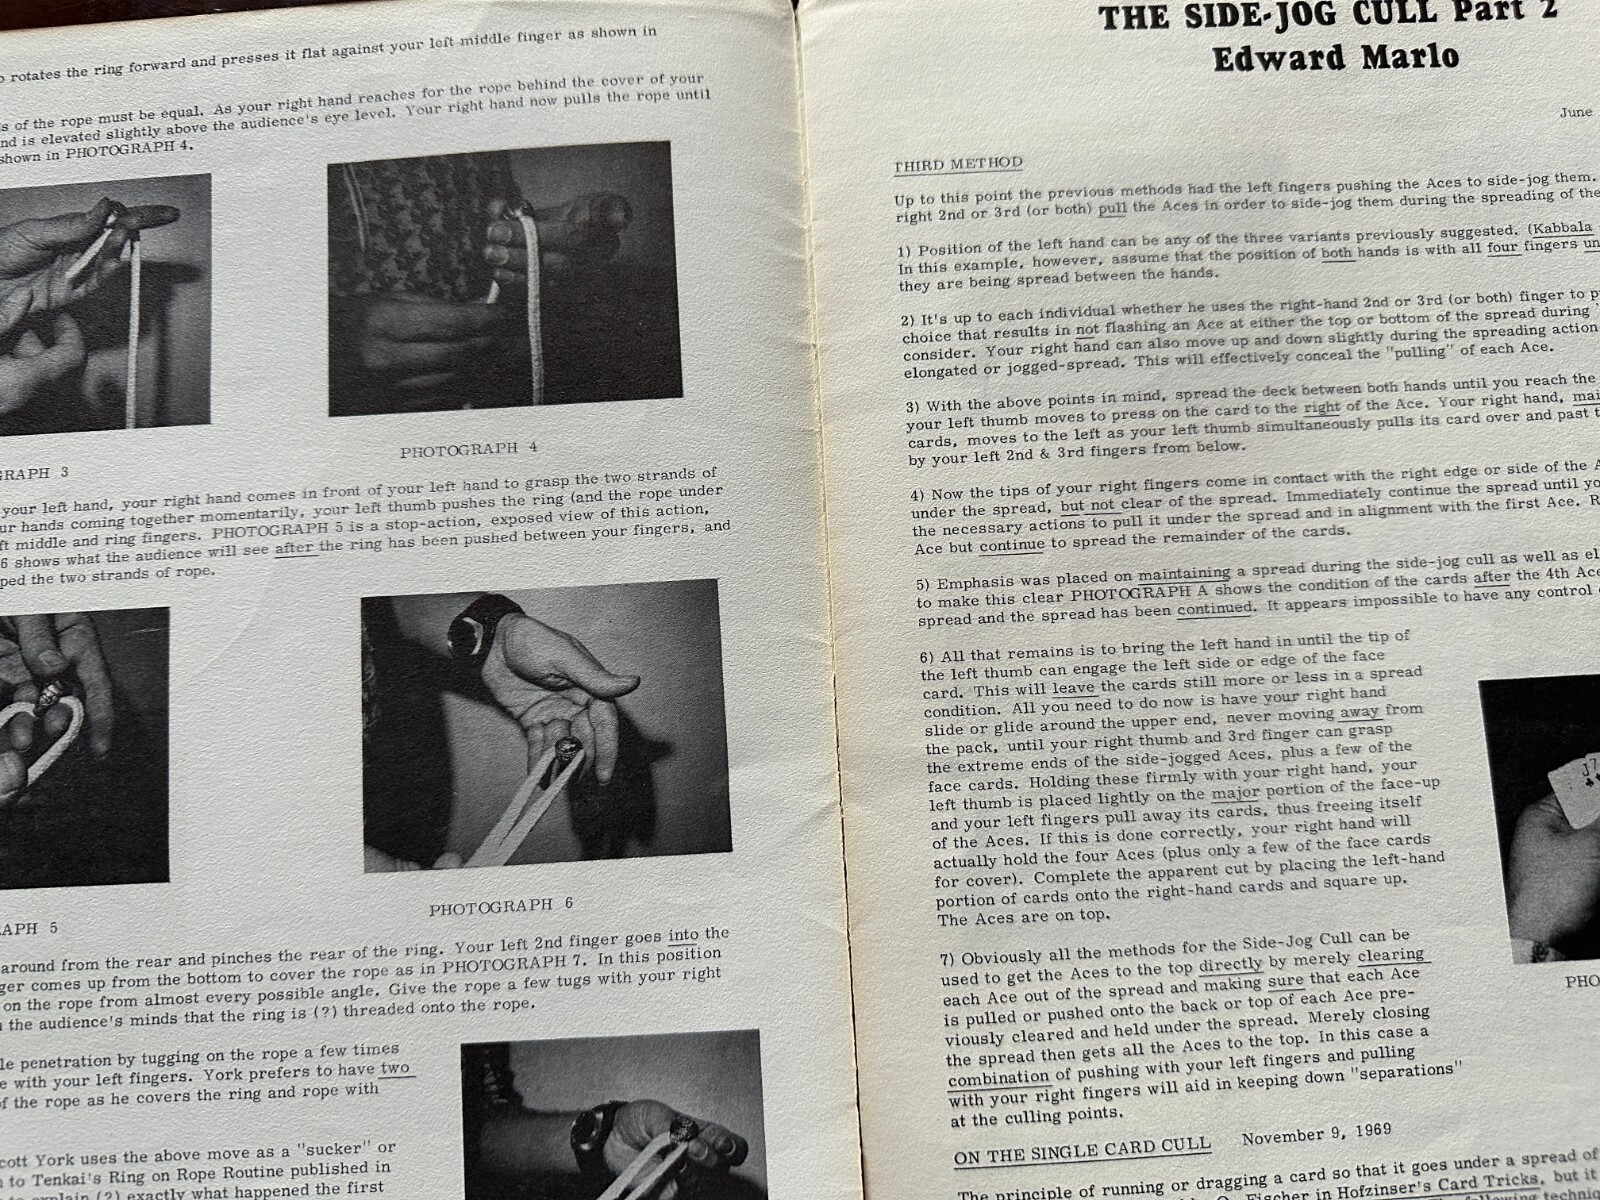 rotates the ring forward and presses it flat against your left middle finger as shown in
s of the rope must be equal. As your right hand reaches for the rope behind the cover of your
nd is elevated slightly above the audience's eye level. Your right hand now pulls the rope until
shown in PHOTOGRAPH 4.
GRAPH 3
PHOTOGRAPH 4
your left hand, your right hand comes in front of your left hand to grasp the two strands of
ur hands coming together momentarily, your left thumb pushes the ring (and the rope under
ft middle and ring fingers. PHOTOGRAPH 5 is a stop-action, exposed view of this action,
6 shows what the audience will see after the ring has been pushed between your fingers, and
ped the two strands of rope.
APH 5
PHOTOGRAPH 6
around from the rear and pinches the rear of the ring. Your left 2nd finger goes into the
ger comes up from the bottom to cover the rope as in PHOTOGRAPH 7. In this position
on the rope from almost every possible angle. Give the rope a few tugs with your right
the audience's minds that the ring is (?) threaded onto the rope.
le penetration by tugging on the rope a few times
e with your left fingers. York prefers to have two
of the rope as he covers the ring and rope with
cott York uses the above move as a "sucker" or
to Tenkai's Ring on Rope Routine published in
explain (?) exactly what happened the first
THE SIDE-JOG CULL Part 2
Edward Marlo
June
THIRD METHOD
Up to this point the previous methods had the left fingers pushing the Aces to side-jog them.
right 2nd or 3rd (or both) pull the Aces in order to side-jog them during the spreading of the
1) Position of the left hand can be any of the three variants previously suggested. (Kabbala
In this example, however, assume that the position of both hands is with all four fingers un
they are being spread between the hands.
2) It's up to each individual whether he uses the right-hand 2nd or 3rd (or both) finger to p
choice that results in not flashing an Ace at either the top or bottom of the spread during
consider. Your right hand can also move up and down slightly during the spreading action
elongated or jogged-spread. This will effectively conceal the "pulling" of each Ace.
3) With the above points in mind, spread the deck between both hands until you reach the
your left thumb moves to press on the card to the right of the Ace. Your right hand, mai
cards, moves to the left as your left thumb simultaneously pulls its card over and past t
by your left 2nd & 3rd fingers from below.
4) Now the tips of your right fingers come in contact with the right edge or side of the A
under the spread, but not clear of the spread. Immediately continue the spread until yo
the necessary actions to pull it under the spread and in alignment with the first Ace. R
Ace but continue to spread the remainder of the cards.
5) Emphasis was placed on maintaining a spread during the side-jog cull as well as el
to make this clear PHOTOGRAPH A shows the condition of the cards after the 4th Ace
spread and the spread has been continued. It appears impossible to have any control
6) All that remains is to bring the left hand in until the tip of
the left thumb can engage the left side or edge of the face
card. This will leave the cards still more or less in a spread
condition. All you need to do now is have your right hand
slide or glide around the upper end, never moving away from
the pack, until your right thumb and 3rd finger can grasp
the extreme ends of the side-jogged Aces, plus a few of the
face cards. Holding these firmly with your right hand, your
left thumb is placed lightly on the major portion of the face-up
and your left fingers pull away its cards, thus freeing itself
of the Aces. If this is done correctly, your right hand will
actually hold the four Aces (plus only a few of the face cards
for cover). Complete the apparent cut by placing the left-hand
portion of cards onto the right-hand cards and square up.
The Aces are on top.
J 7
PHO
7) Obviously all the methods for the Side-Jog Cull can be
used to get the Aces to the top directly by merely clearing
each Ace out of the spread and making sure that each Ace
is pulled or pushed onto the back or top of each Ace pre-
viously cleared and held under the spread. Merely closing
the spread then gets all the Aces to the top. In this case a
combination of pushing with your left fingers and pulling
with your right fingers will aid in keeping down "separations"
at the culling points.
ON THE SINGLE CARD CULL November 9, 1969
The principle of running or dragging a card so that it goes under a spread of
Fischer in Hofzinser's Card Tricks, but it